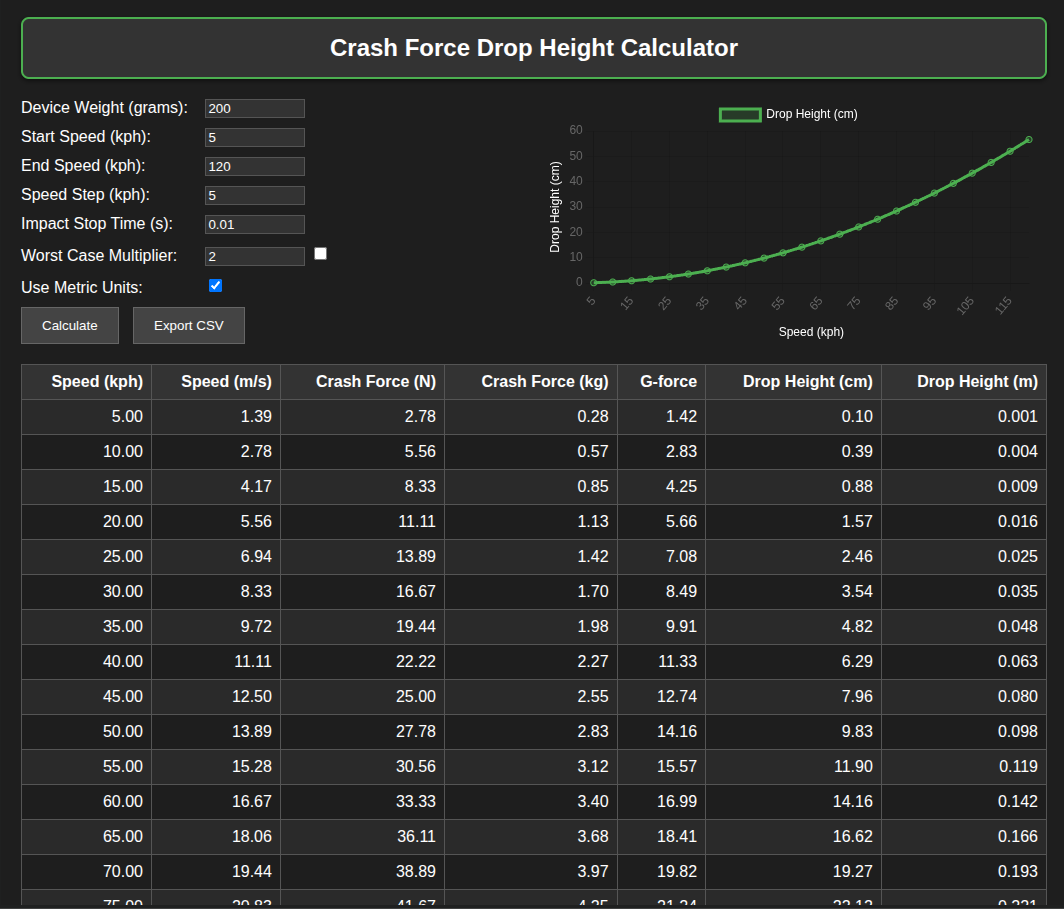 Crash Force Drop Height Calculator
Device Weight (grams): 200
Start Speed (kph): 5
End Speed (kph): 120
Speed Step (kph): 5
Impact Stop Time (s): 0.01
Worst Case Multiplier: 2
Use Metric Units:
Calculate Export CSV
Drop Height (cm)
60
50
40
30
20
10
0
Drop Height (cm)
5 15 25 35 45 55 65 75 85 95 105 115
Speed (kph)
Speed (kph) Speed (m/s) Crash Force (N) Crash Force (kg) G-force Drop Height (cm) Drop Height (m)
5.00 1.39 2.78 0.28 1.42 0.10 0.001
10.00 2.78 5.56 0.57 2.83 0.39 0.004
15.00 4.17 8.33 0.85 4.25 0.88 0.009
20.00 5.56 11.11 1.13 5.66 1.57 0.016
25.00 6.94 13.89 1.42 7.08 2.46 0.025
30.00 8.33 16.67 1.70 8.49 3.54 0.035
35.00 9.72 19.44 1.98 9.91 4.82 0.048
40.00 11.11 22.22 2.27 11.33 6.29 0.063
45.00 12.50 25.00 2.55 12.74 7.96 0.080
50.00 13.89 27.78 2.83 14.16 9.83 0.098
55.00 15.28 30.56 3.12 15.57 11.90 0.119
60.00 16.67 33.33 3.40 16.99 14.16 0.142
65.00 18.06 36.11 3.68 18.41 16.62 0.166
70.00 19.44 38.89 3.97 19.82 19.27 0.193